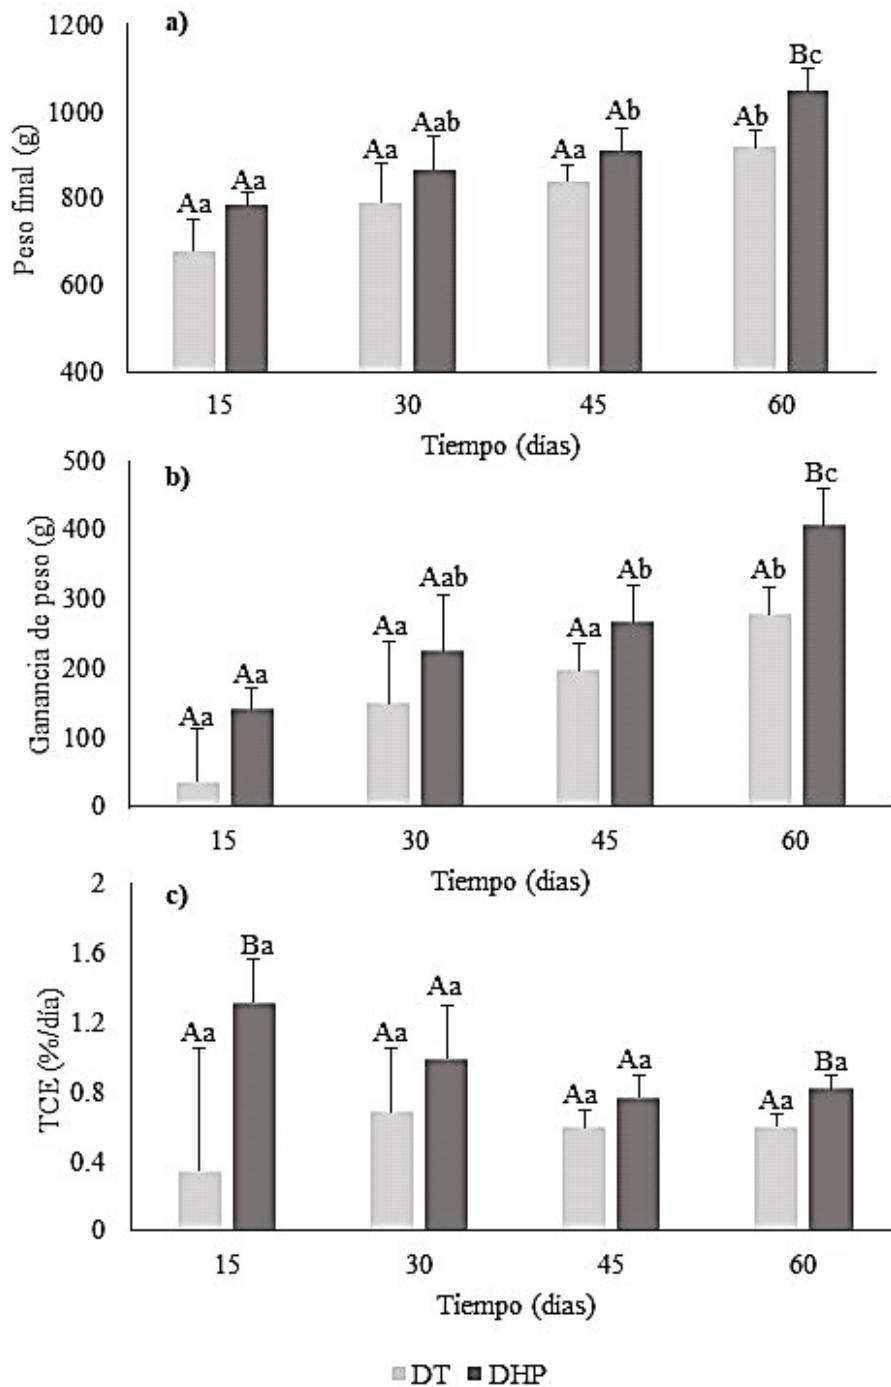 a)
1200
1000
800
600
400
Peso final (g)
Aa Aa Aa Aab Aa Ab Ab Bc
15 30 45 60
Tiempo (días)
b)
500
400
300
200
100
0
Ganancia de peso (g)
Aa Aa Aa Aab Aa Ab Ab Bc
15 30 45 60
Tiempo (días)
c)
2
1.6
1.2
0.8
0.4
0
TCE (%/día)
Aa Ba Aa Aa Aa Aa Aa Ba
15 30 45 60
Tiempo (días)
DT DHP